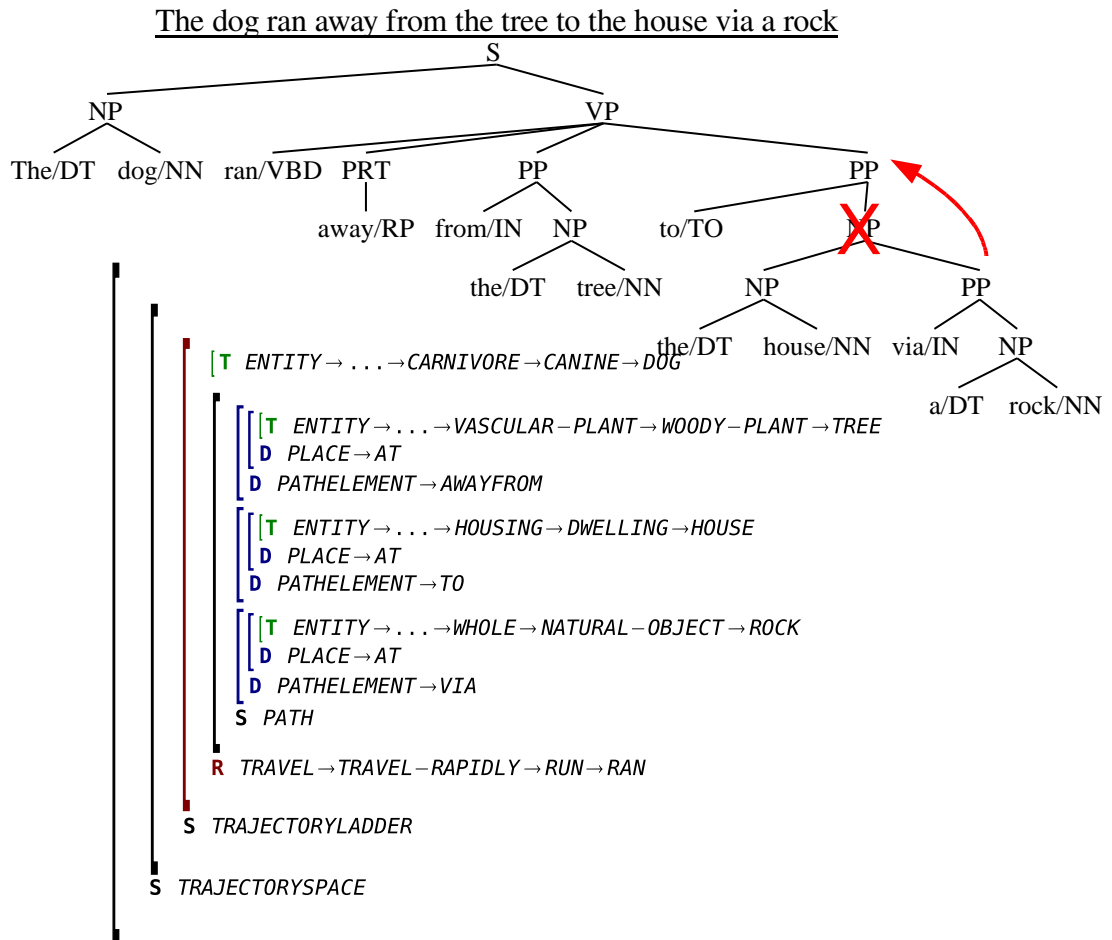 The dog ran away from the tree to the house via a rock
S
NP VP
The/DT dog/NN ran/VBD PRT PP PP
away/RP from/IN NP to/TO NP
the/DT tree/NN NP PP
the/DT house/NN via/IN NP
T ENTITY→...→CARNIVORE→CANINE→DOG
a/DT rock/NN
T ENTITY→...→VASCULAR–PLANT→WOODY–PLANT→TREE
D PLACE→AT
D PATHELEMENT→AWAYFROM
T ENTITY→...→HOUSING→DWELLING→HOUSE
D PLACE→AT
D PATHELEMENT→TO
T ENTITY→...→WHOLE→NATURAL–OBJECT→ROCK
D PLACE→AT
D PATHELEMENT→VIA
S PATH
R TRAVEL→TRAVEL–RAPIDLY→RUN→RAN
S TRAJECTORYLADDER
S TRAJECTORYSPACE